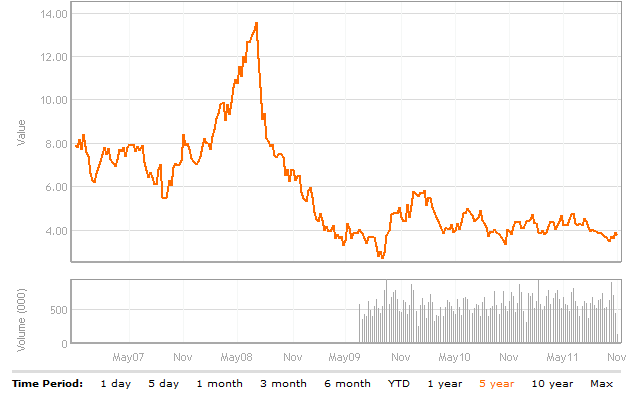 14.00
12.00
10.00
8.00
6.00
4.00
Value
500
0
Volume (000)
May07 Nov May08 Nov May09 Nov May10 Nov May11 Nov
Time Period: 1 day 5 day 1 month 3 month 6 month YTD 1 year 5 year 10 year Max